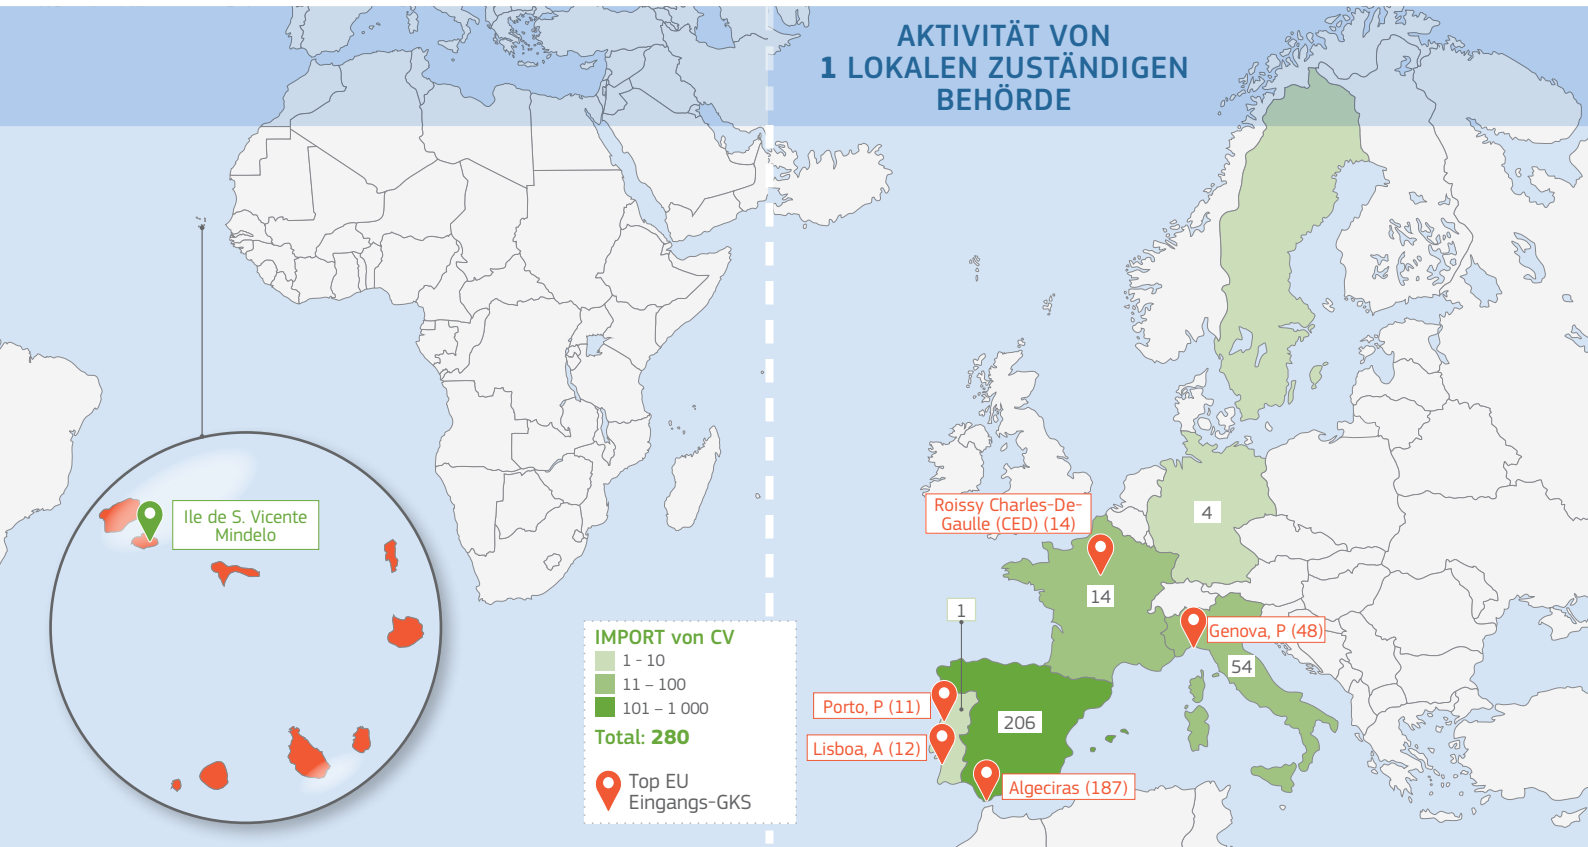 AKTIVITÄT VON
1 LOKALEN ZUSTÄNDIGEN
BEHÖRDE
Ile de S. Vicente
Mindelo
Roissy Charles-De-
Gaulle (CED) (14)
4
14
1
Genova, P (48)
54
Porto, P (11)
206
Lisboa, A (12)
Algeciras (187)
IMPORT von CV
1 - 10
11 – 100
101 – 1 000
Total: 280
Top EU
Eingangs-GKS